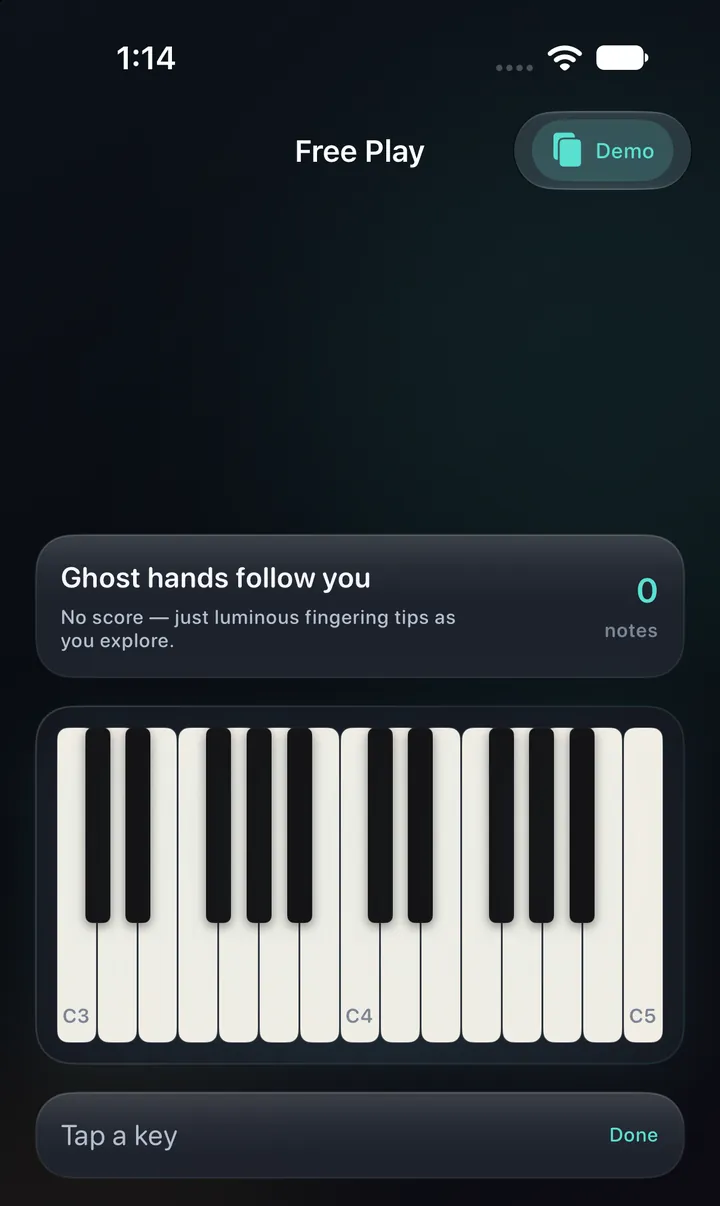 1:14
Free Play
Demo
Ghost hands follow you
No score — just luminous fingering tips as
you explore.
0
notes
C3
C4
C5
Tap a key
Done